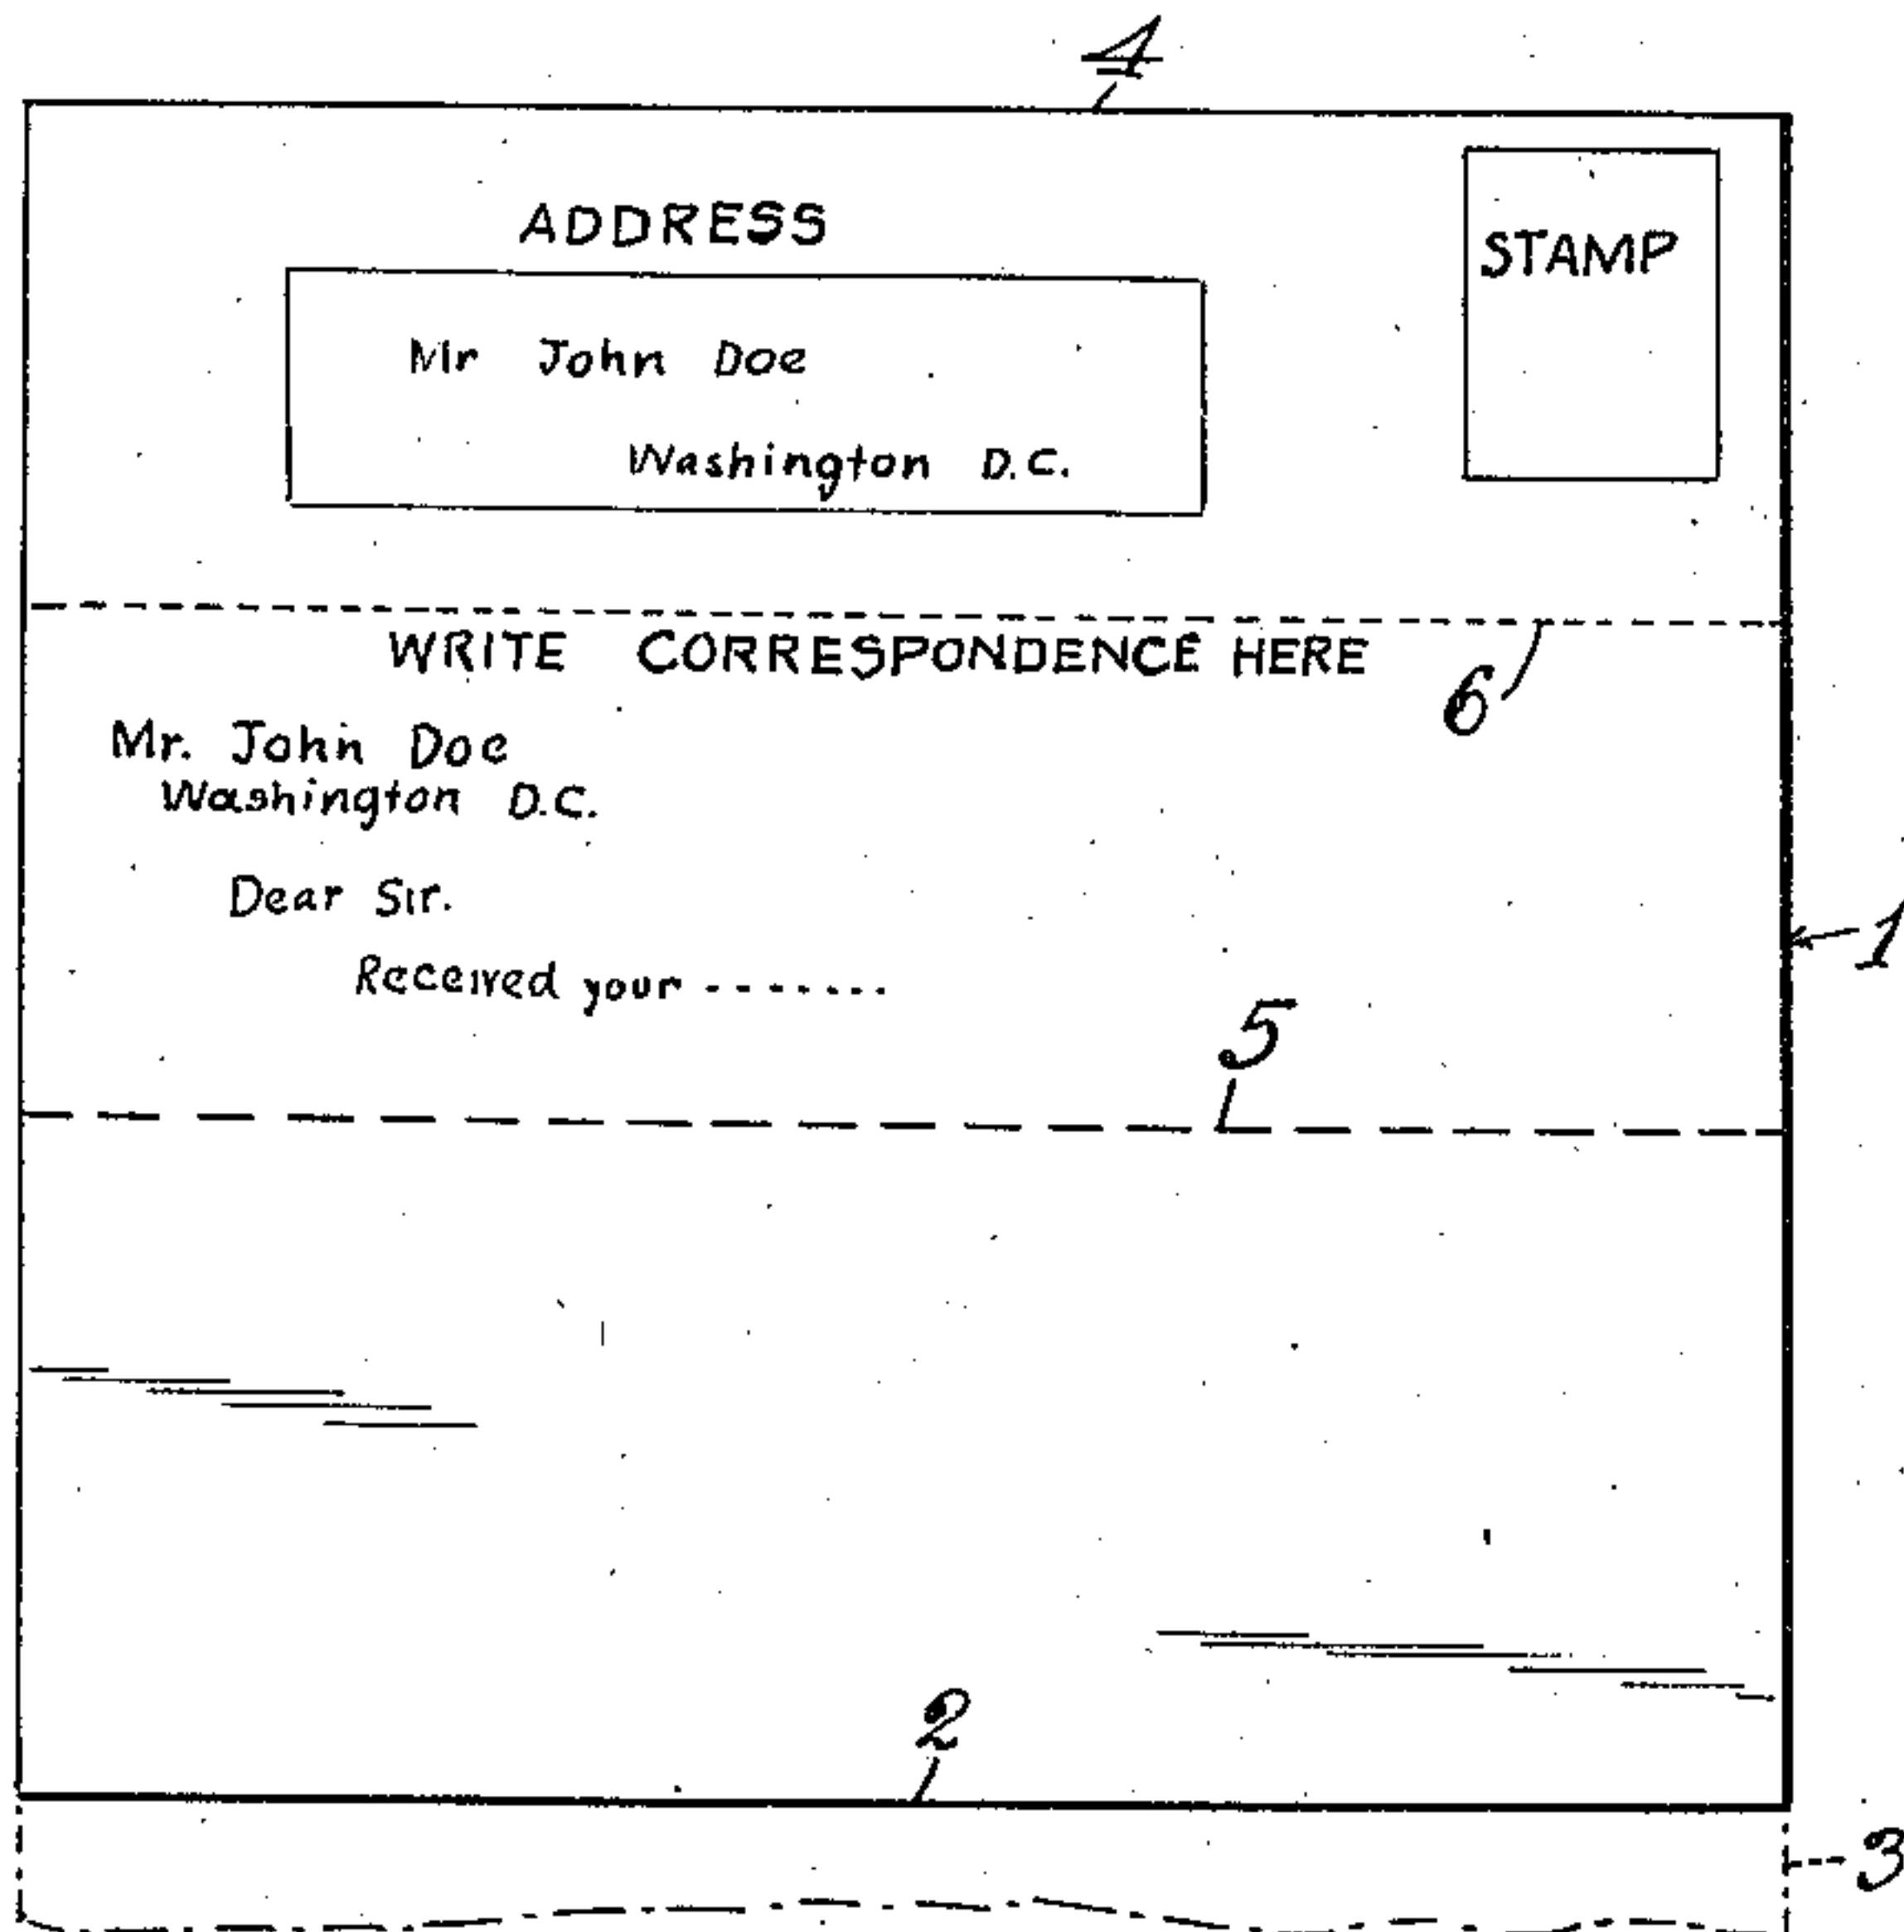 4
ADDRESS
STAMP
Mr John Doe
Washington D.C.
WRITE CORRESPONDENCE HERE
6
Mr. John Doe
Washington D.C.
Dear Sir.
1
Received your -------
5
2
3